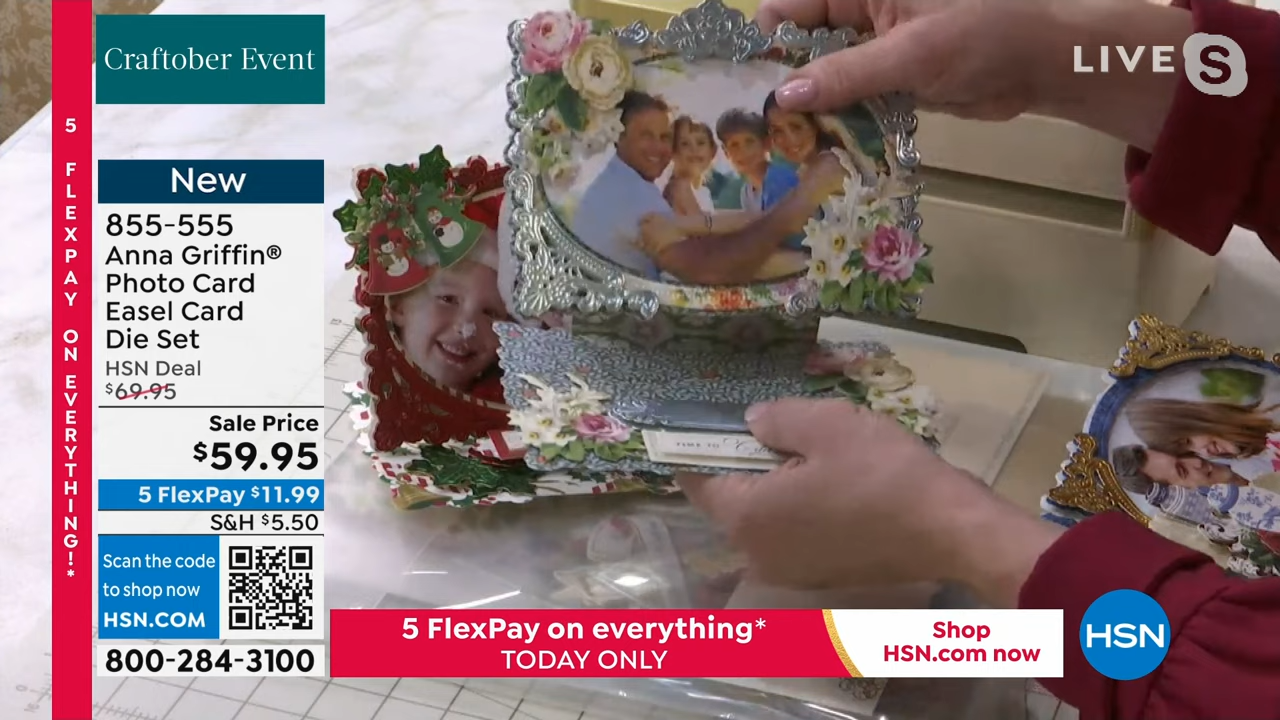 Craftober Event
LIVE S
5 FLEXPAY ON EVERYTHING!*
New
855-555
Anna Griffin®
Photo Card
Easel Card
Die Set
HSN Deal
$69.95
Sale Price
$59.95
5 FlexPay $11.99
S&H $5.50
Scan the code
to shop now
HSN.COM
800-284-3100
TIME TO
5 FlexPay on everything*
TODAY ONLY
Shop
HSN.com now
HSN